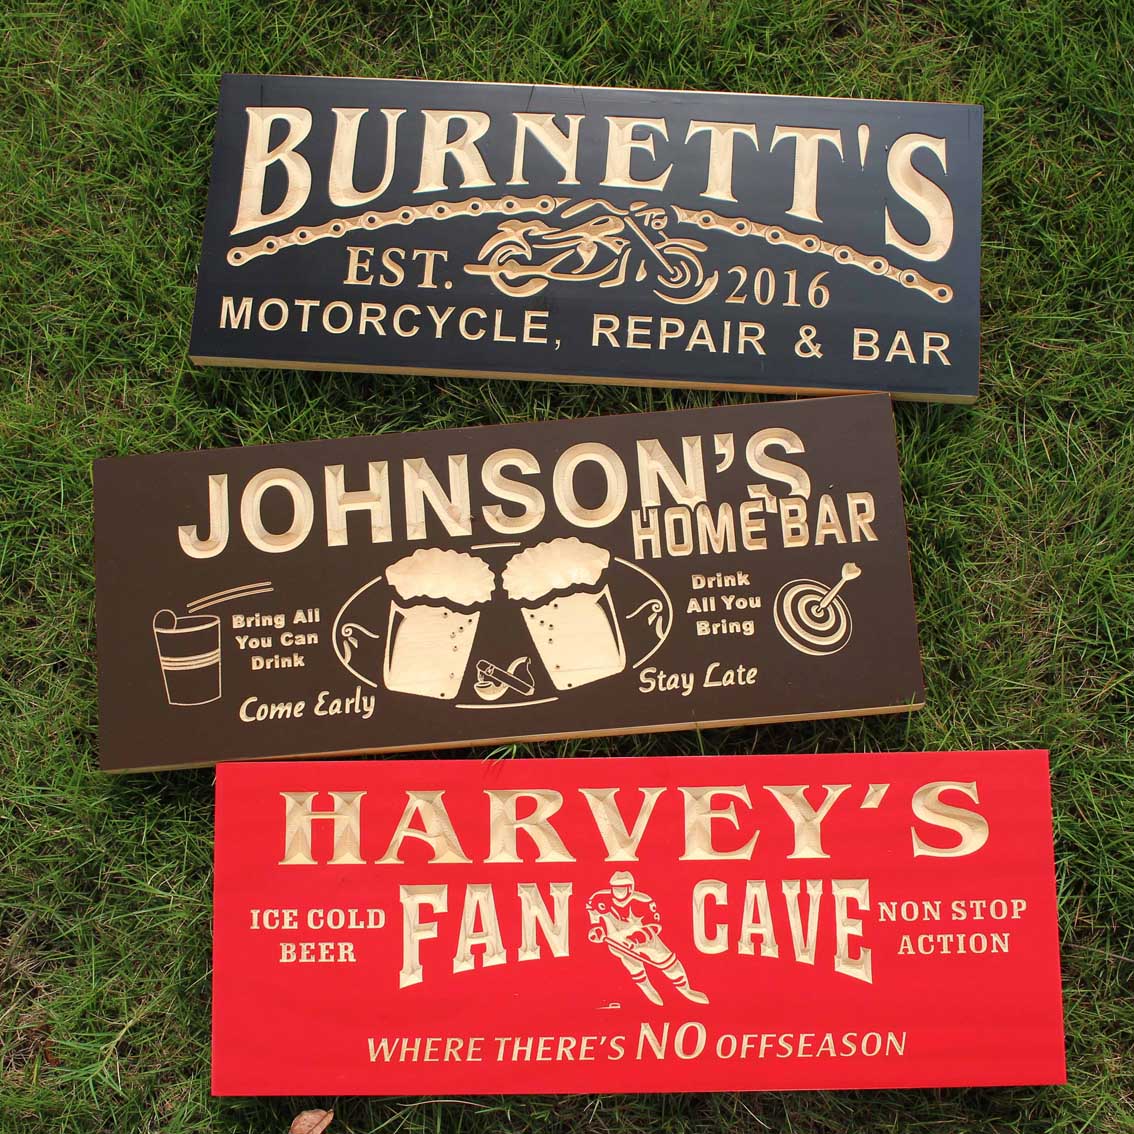 BURNETT'S
EST. 2016
MOTORCYCLE, REPAIR & BAR
JOHNSON'S
HOME BAR
Bring All
You Can
Drink
Come Early
Drink
All You
Bring
Stay Late
HARVEY'S
FAN CAVE
ICE COLD
BEER
NON STOP
ACTION
WHERE THERE'S NO OFFSEASON